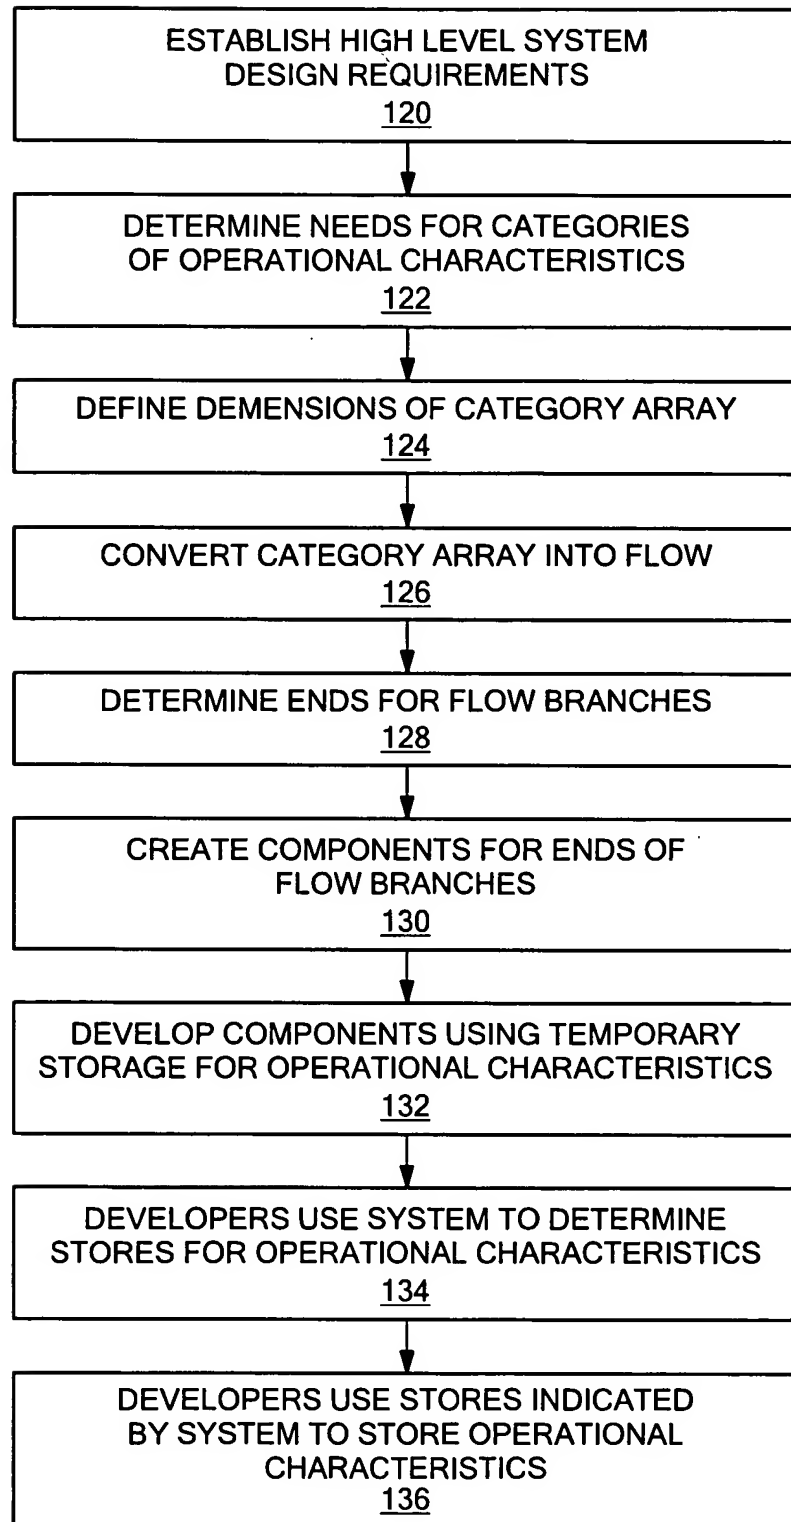 ESTABLISH HIGH LEVEL SYSTEM
DESIGN REQUIREMENTS
120
DETERMINE NEEDS FOR CATEGORIES
OF OPERATIONAL CHARACTERISTICS
122
DEFINE DEMENSIONS OF CATEGORY ARRAY
124
CONVERT CATEGORY ARRAY INTO FLOW
126
DETERMINE ENDS FOR FLOW BRANCHES
128
CREATE COMPONENTS FOR ENDS OF
FLOW BRANCHES
130
DEVELOP COMPONENTS USING TEMPORARY
STORAGE FOR OPERATIONAL CHARACTERISTICS
132
DEVELOPERS USE SYSTEM TO DETERMINE
STORES FOR OPERATIONAL CHARACTERISTICS
134
DEVELOPERS USE STORES INDICATED
BY SYSTEM TO STORE OPERATIONAL
CHARACTERISTICS
136